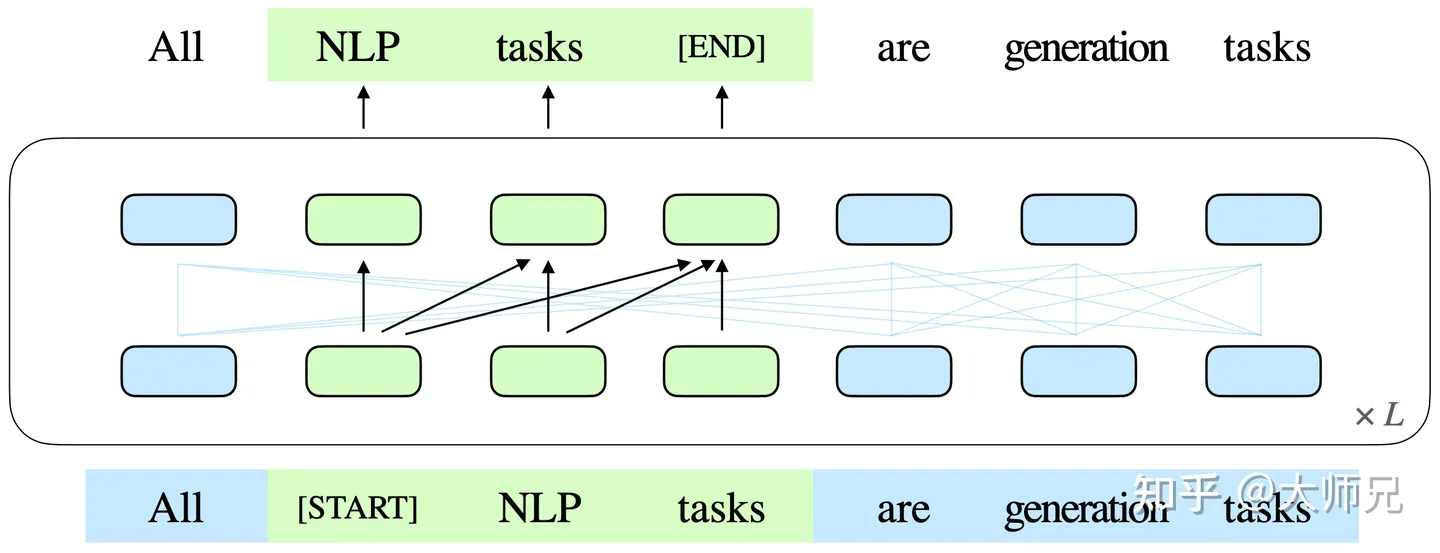 All NLP tasks [END] are generation tasks
× L
All [START] NLP tasks are generation tasks
知乎 @大师兄